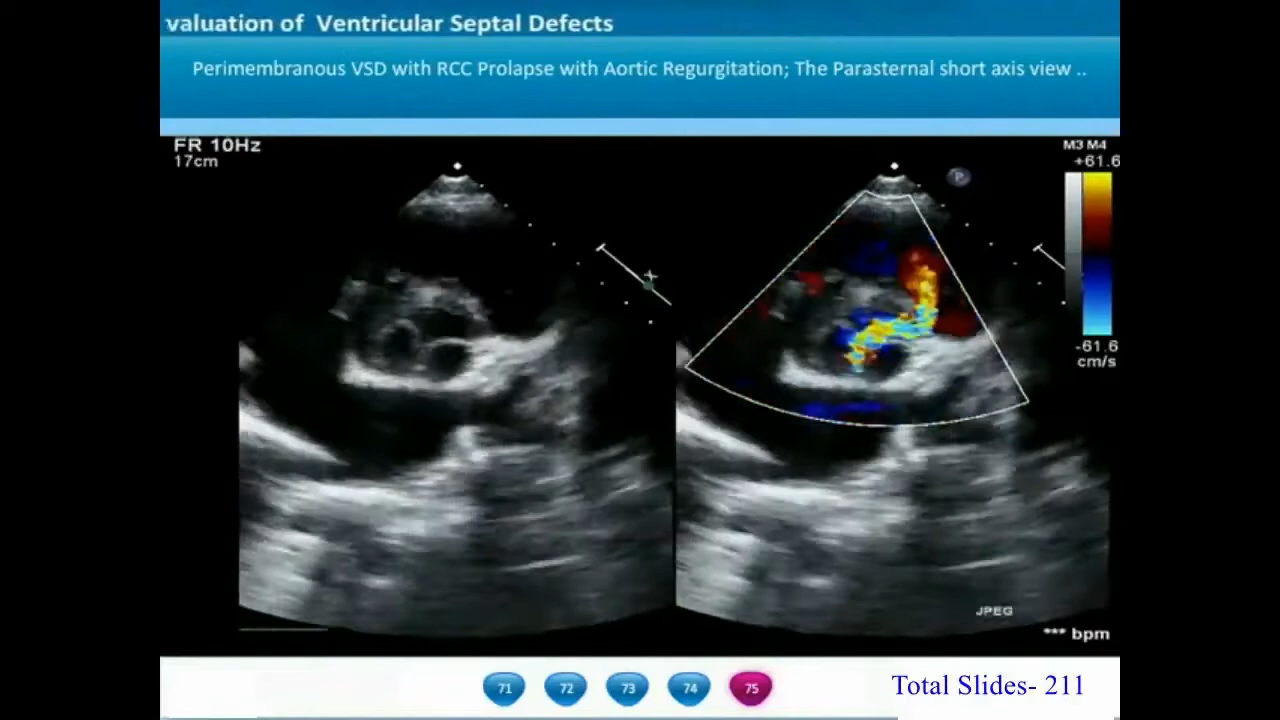 valuation of Ventricular Septal Defects
Perimembranous VSD with RCC Prolapse with Aortic Regurgitation; The Parasternal short axis view ..
FR 10Hz
17cm
P
M3 M4
+61.6
-61.6
cm/s
JPEG
*** bpm
71 72 73 74 75
Total Slides- 211